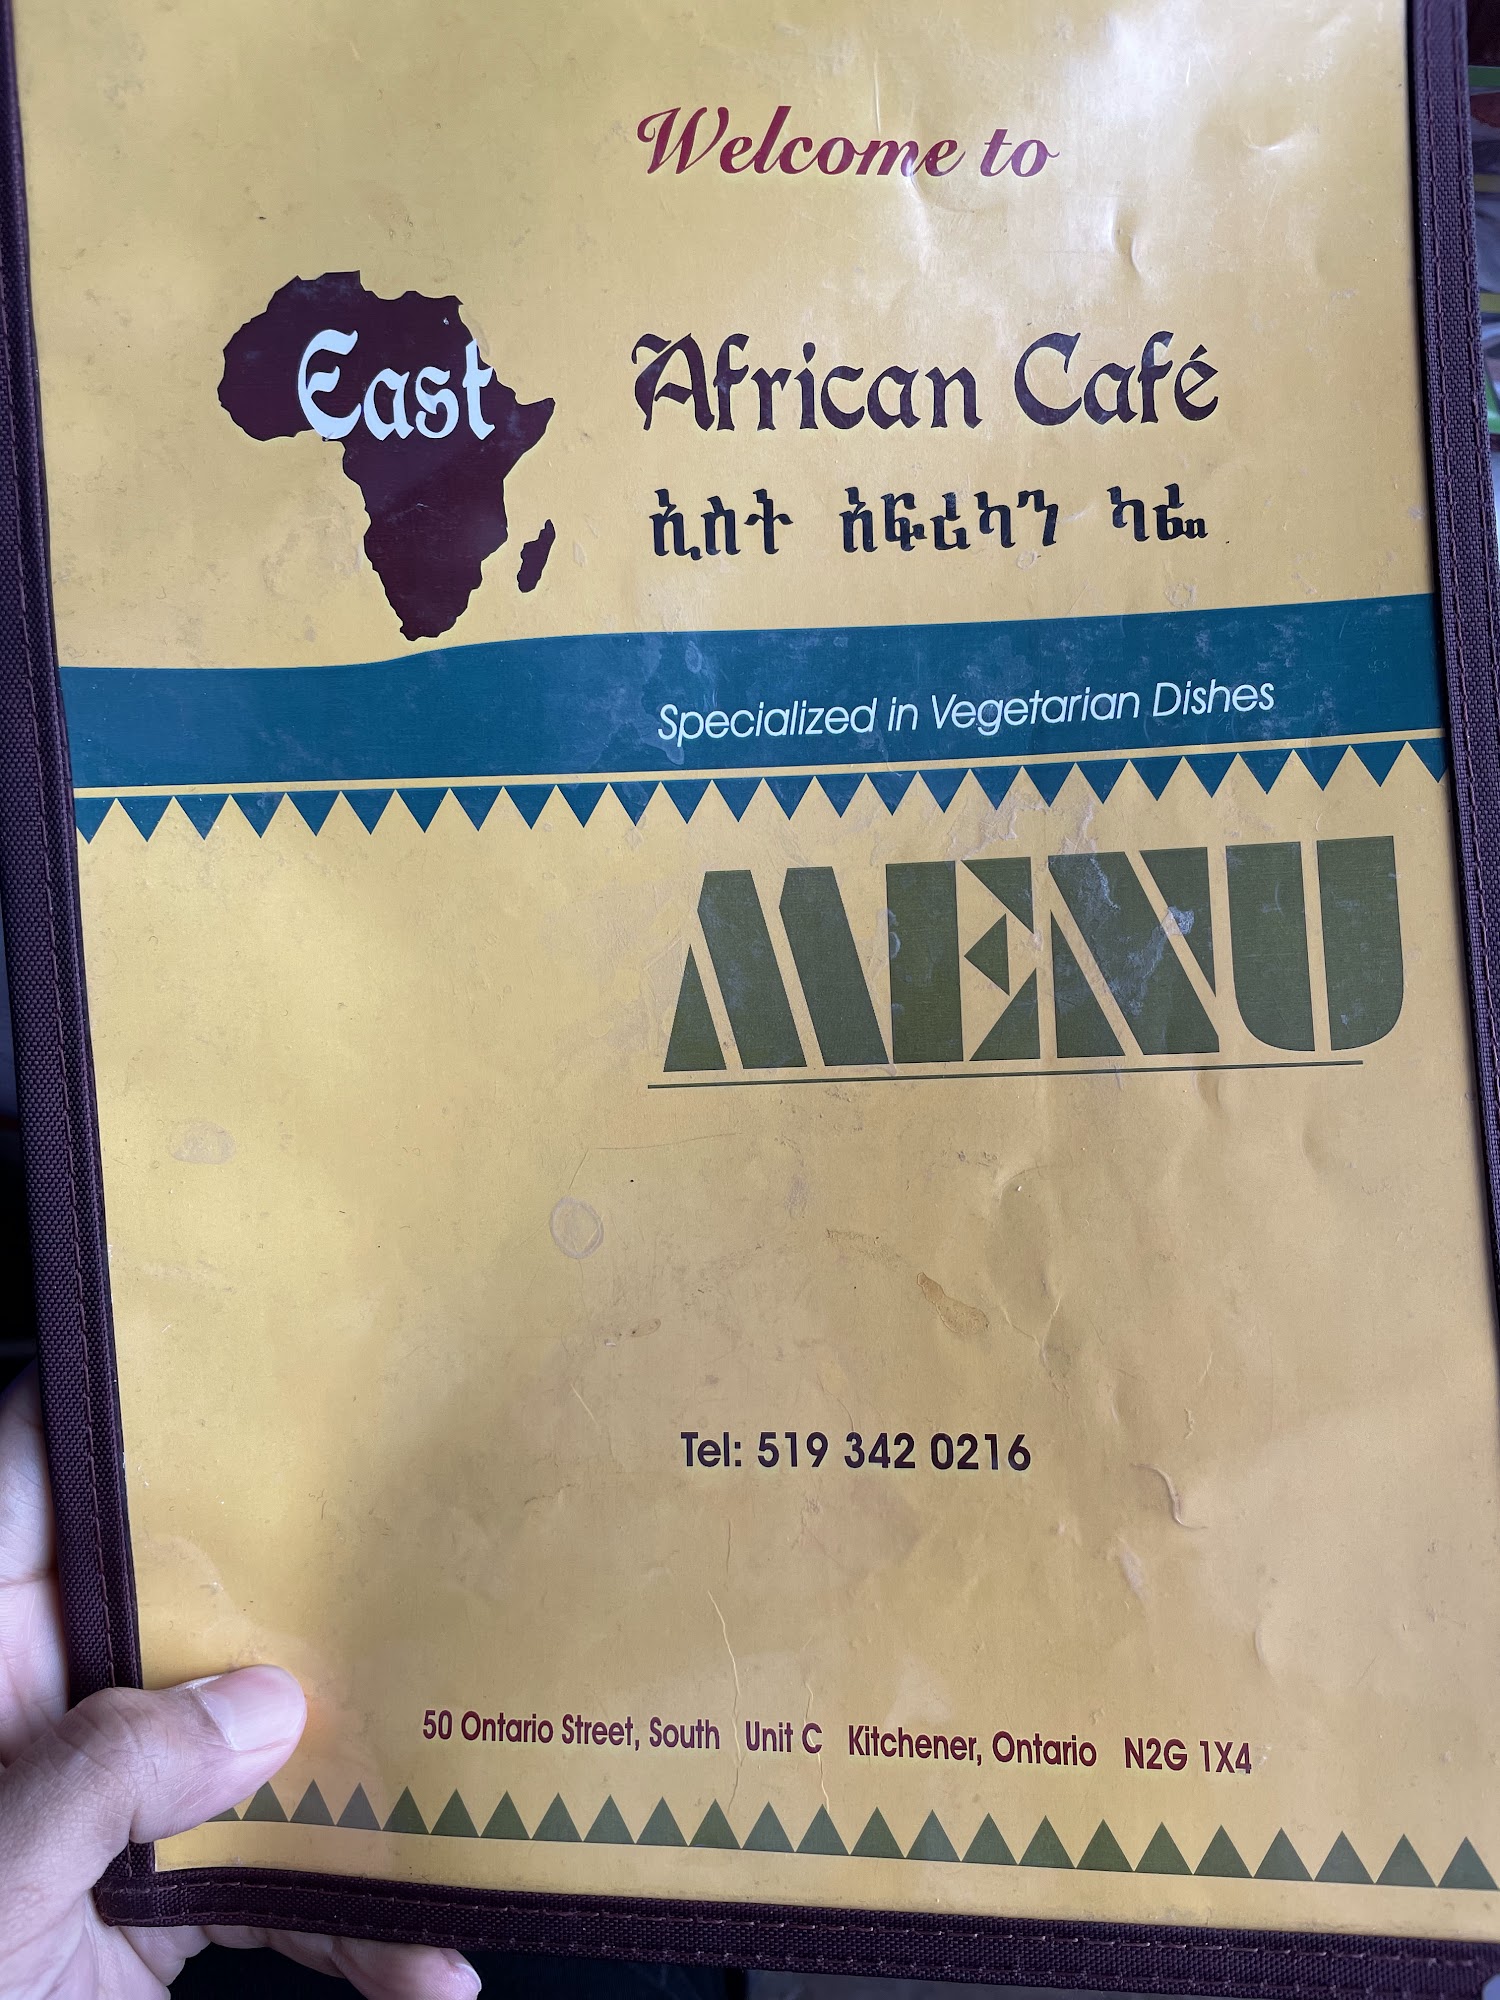 Welcome to
East African Café
ኢስት አፍሪካን ካፌ
Specialized in Vegetarian Dishes
MENU
Tel: 519 342 0216
50 Ontario Street, South Unit C Kitchener, Ontario N2G 1X4